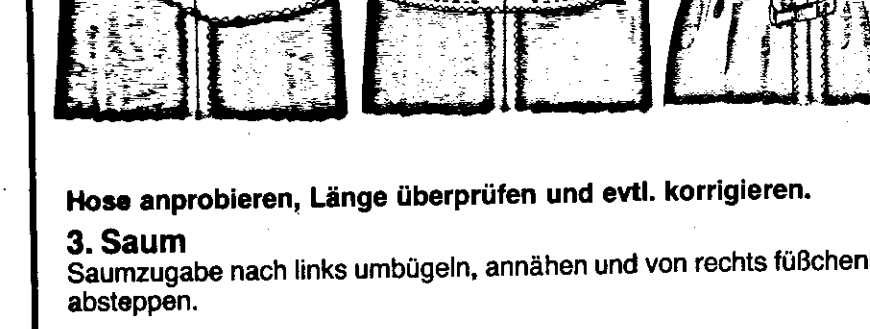 Hose anprobieren, Länge überprüfen und evtl. korrigieren.
3. Saum
Saumzugabe nach links umbügeln, annähen und von rechts füßchen
absteppen.